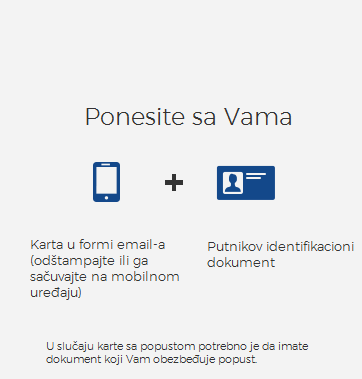 Ponesite sa Vama
Karta u formi email-a
(odštampajte ili ga
sačuvajte na mobilnom
uređaju)
Putnikov identifikacioni
dokument
U slučaju karte sa popustom potrebno je da imate
dokument koji Vam obezbeđuje popust.